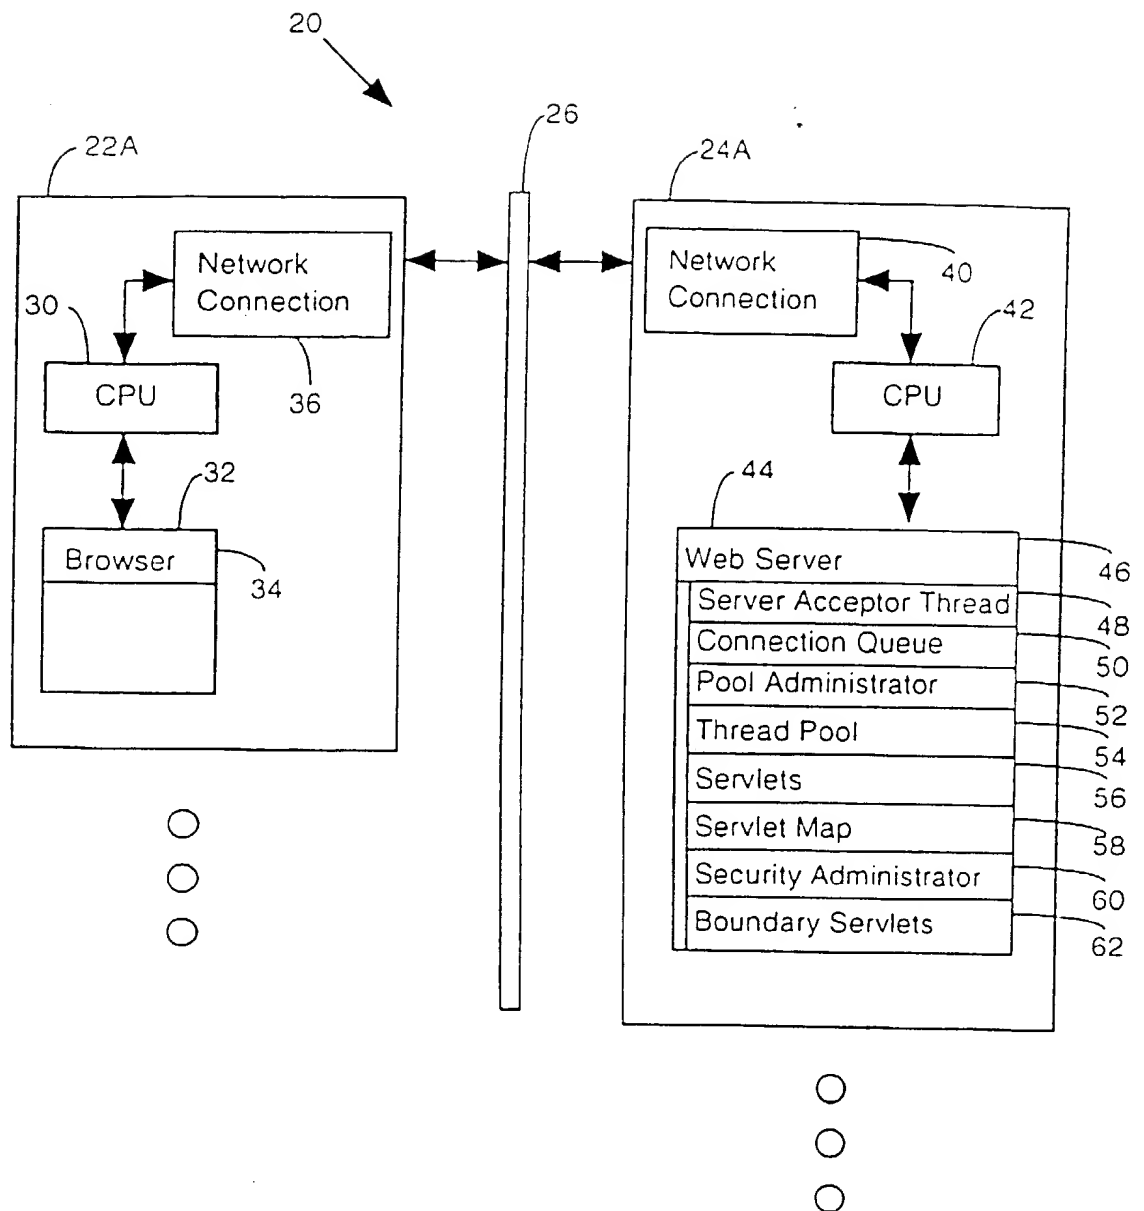 20
26
22A
24A
Network
Connection
36
30
CPU
32
Browser
34
Network
Connection
40
42
CPU
44
Web Server
46
Server Acceptor Thread
48
Connection Queue
50
Pool Administrator
52
Thread Pool
54
Servlets
56
Servlet Map
58
Security Administrator
60
Boundary Servlets
62